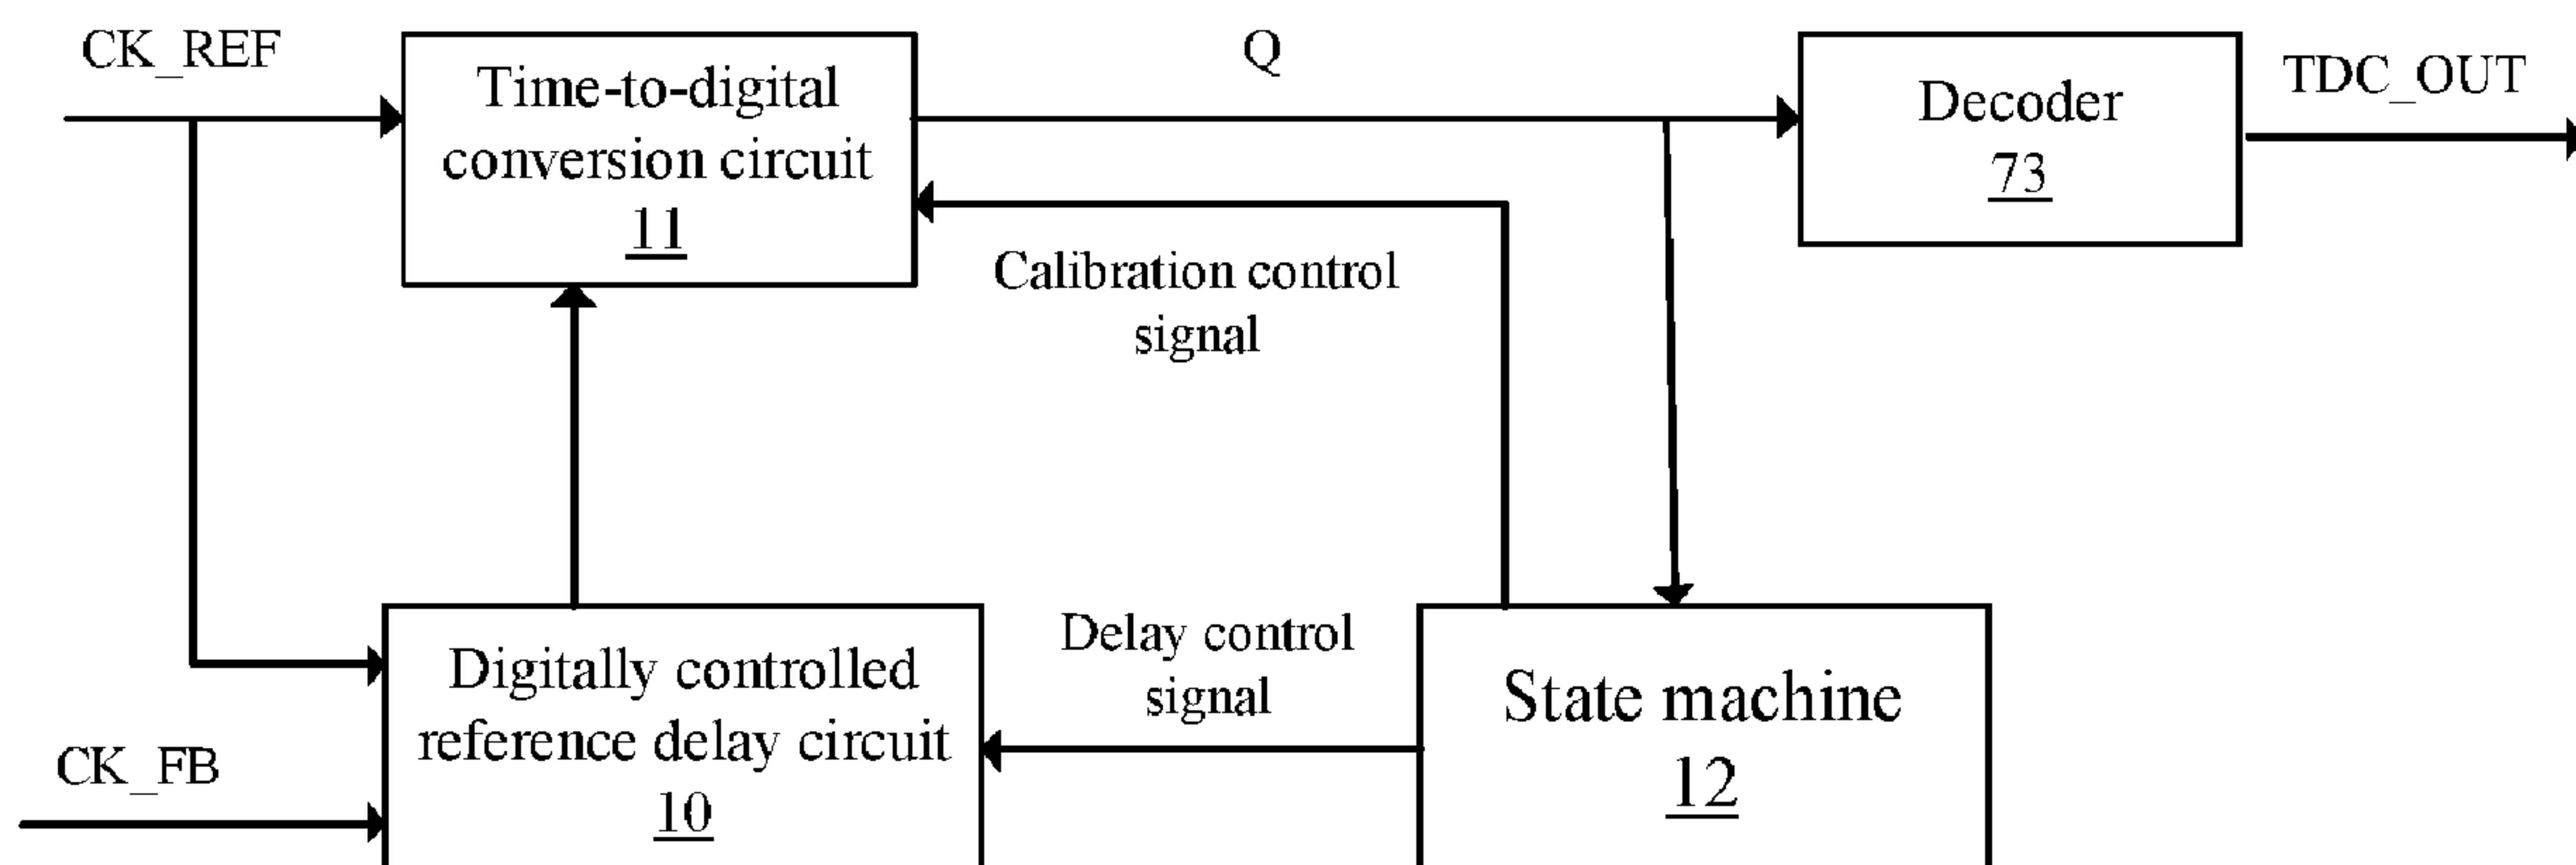 CK_REF
Time-to-digital
conversion circuit
11
Q
Decoder
73
TDC_OUT
Calibration control
signal
Digitally controlled
reference delay circuit
10
Delay control
signal
State machine
12
CK_FB